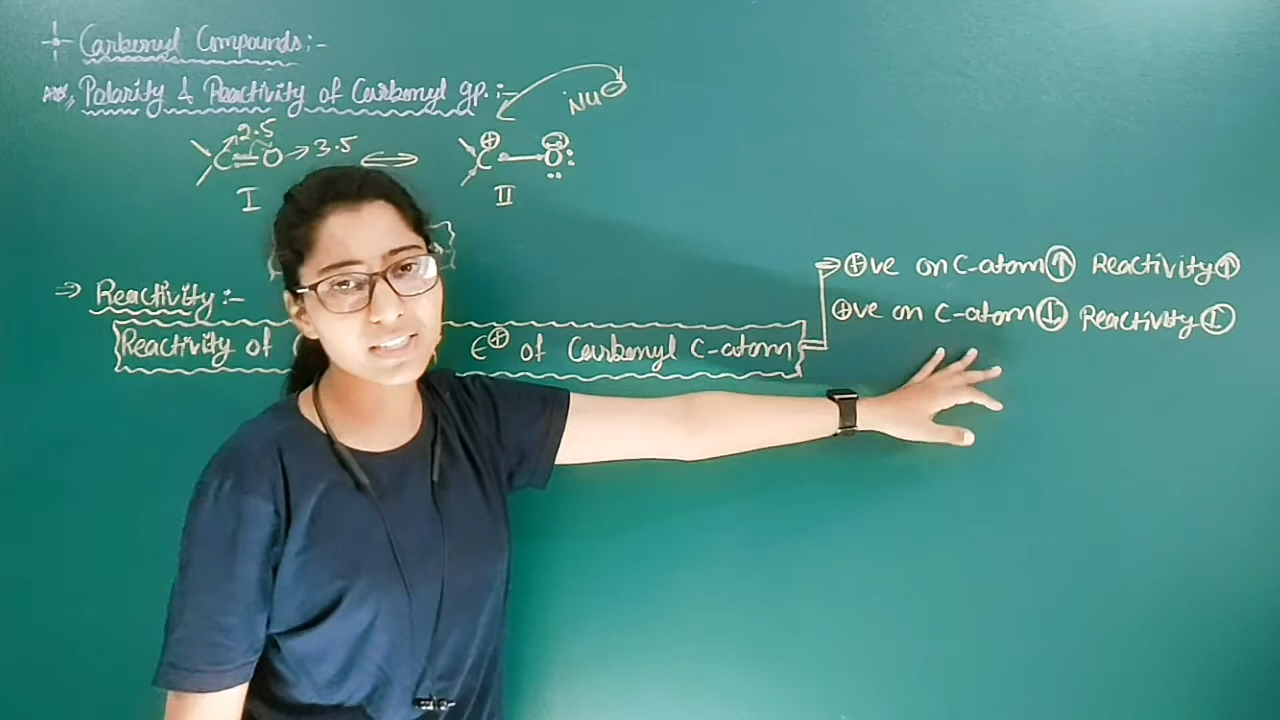 Carbonyl Compounds:-
Polarity & Reactivity of Carbonyl gp.:-
Nu⊖
2.5
C=O→3.5 ⟺ C⊕ — O⊖
I II
⇒ Reactivity:-
⊕ve on C-atom ↑ Reactivity ↑
⊕ve on C-atom ↓ Reactivity ↓
Reactivity of E⊕ of Carbonyl C-atom